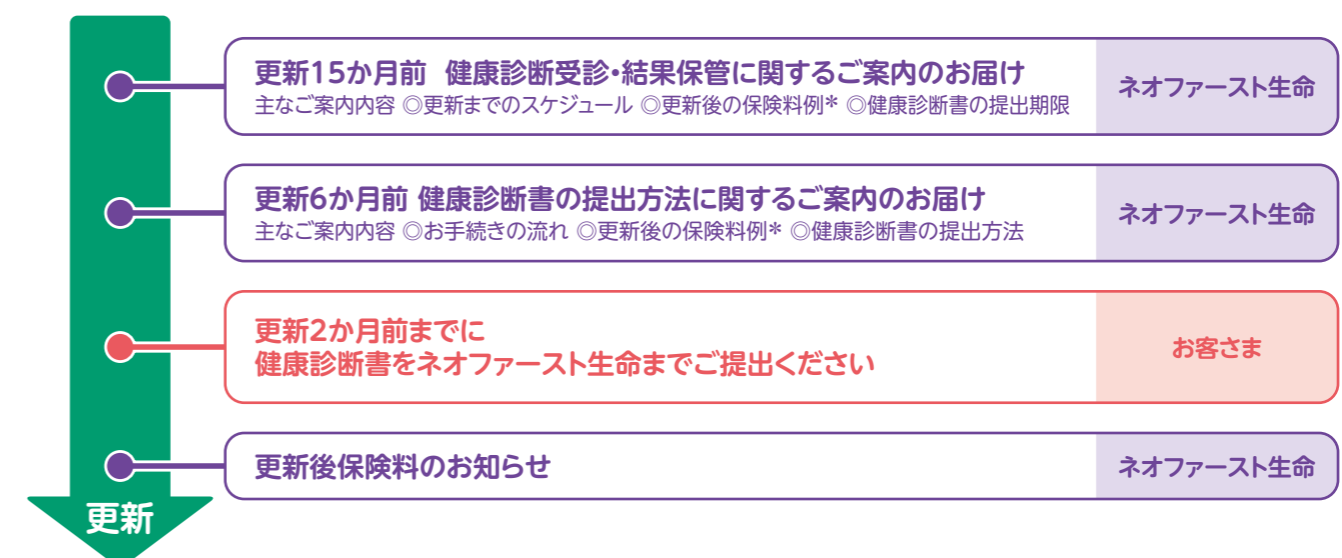 更新15か月前 健康診断受診・結果保管に関するご案内のお届け
主なご案内内容 ◎更新までのスケジュール ◎更新後の保険料例* ◎健康診断書の提出期限
ネオファースト生命
更新6か月前 健康診断書の提出方法に関するご案内のお届け
主なご案内内容 ◎お手続きの流れ ◎更新後の保険料例* ◎健康診断書の提出方法
ネオファースト生命
更新2か月前までに
健康診断書をネオファースト生命までご提出ください
お客さま
更新後保険料のお知らせ
ネオファースト生命
更新